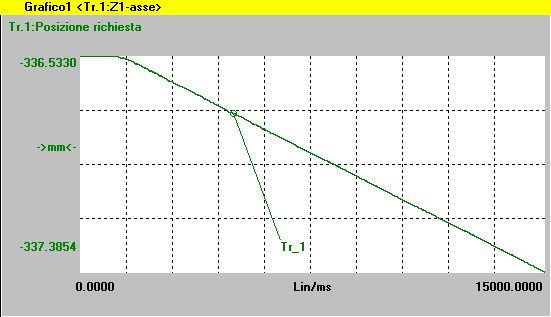 Grafico1 <Tr.1:Z1-asse>
Tr.1:Posizione richiesta
-336.5330
->mm<-
-337.3854
Tr_1
0.0000 Lin/ms 15000.0000